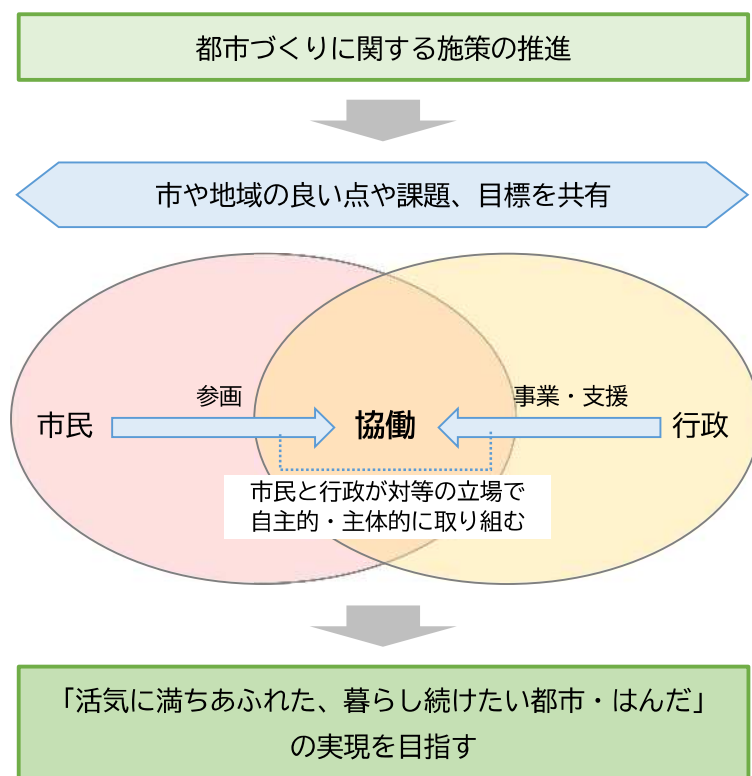 都市づくりに関する施策の推進
市や地域の良い点や課題、目標を共有
参画
事業・支援
市民
協働
行政
市民と行政が対等の立場で
自主的・主体的に取り組む
「活気に満ちあふれた、暮らし続けたい都市・はんだ」
の実現を目指す